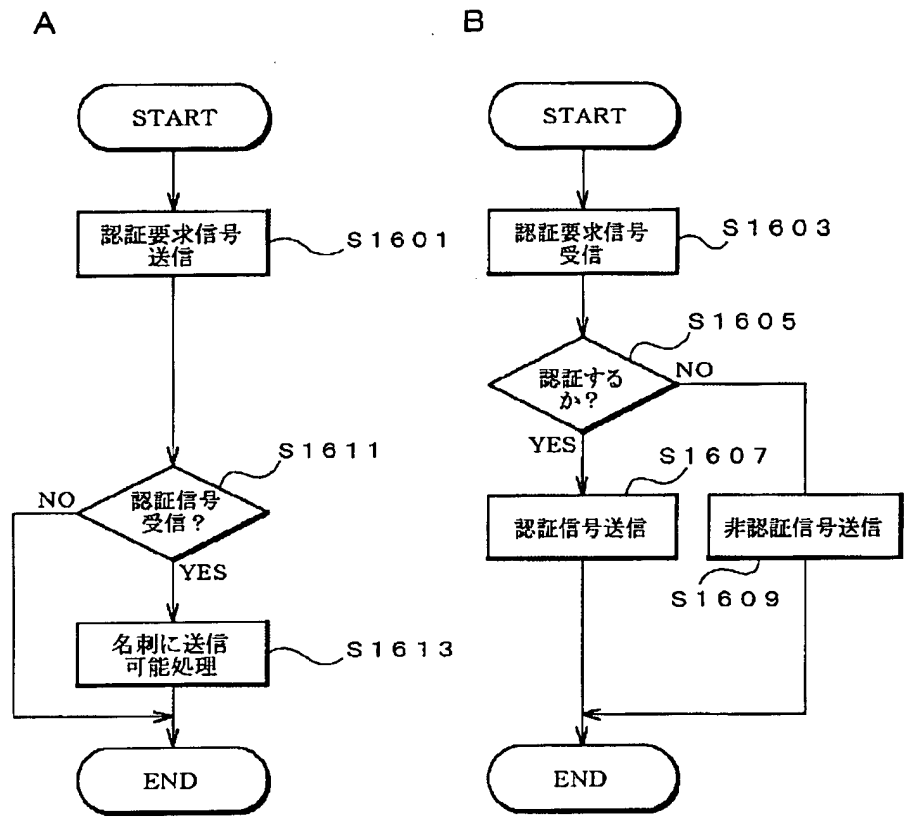 A
START
認証要求信号
送信
S1601
認証信号
受信？
S1611
NO
YES
名刺に送信
可能処理
S1613
END
B
START
認証要求信号
受信
S1603
認証する
か？
S1605
NO
YES
認証信号送信
S1607
非認証信号送信
S1609
END